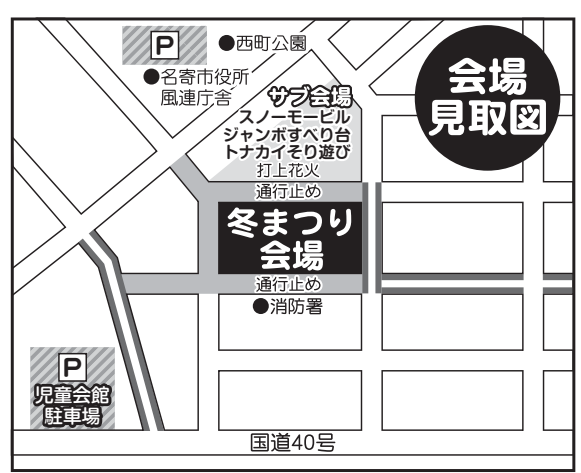 会場
見取図
P
●西町公園
●名寄市役所
風連庁舎
サブ会場
スノーモービル
ジャンボすべり台
トナカイそり遊び
打上花火
通行止め
冬まつり
会場
通行止め
●消防署
P
児童会館
駐車場
国道40号